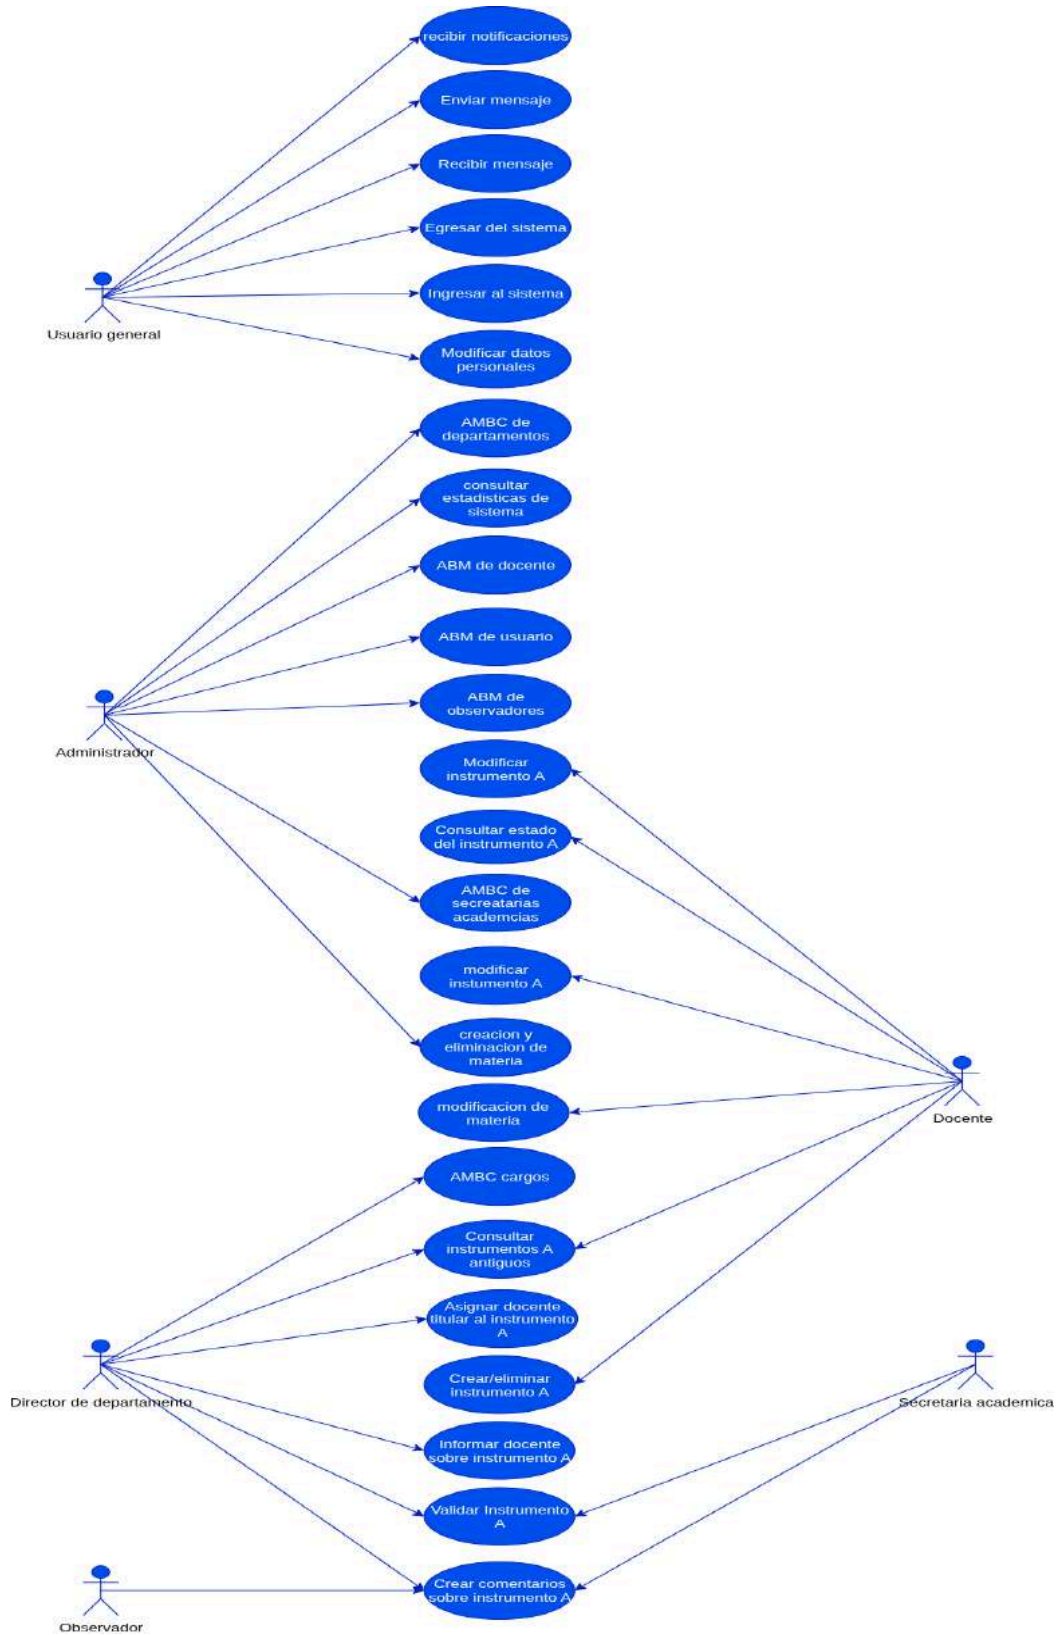 recibir notificaciones
Enviar mensaje
Recibir mensaje
Egresar del sistema
Ingresar al sistema
Usuario general
Modificar datos
personales
AMBC de
departamentos
consultar
estadisticas de
sistema
ABM de docente
ABM de usuario
ABM de
observadores
Administrador
Modificar
instrumento A
Consultar estado
del instrumento A
AMBC de
secreatarias
academcias
modificar
instumento A
creacion y
eliminacion de
materia
modificacion de
materia
Docente
AMBC cargos
Consultar
instrumentos A
antiguos
Asignar docente
titular al instrumento
A
Crear/eliminar
instrumento A
Director de departamento
Secretaria academica
Informar docente
sobre instrumento A
Validar Instrumento
A
Crear comentarios
sobre instrumento A
Observador